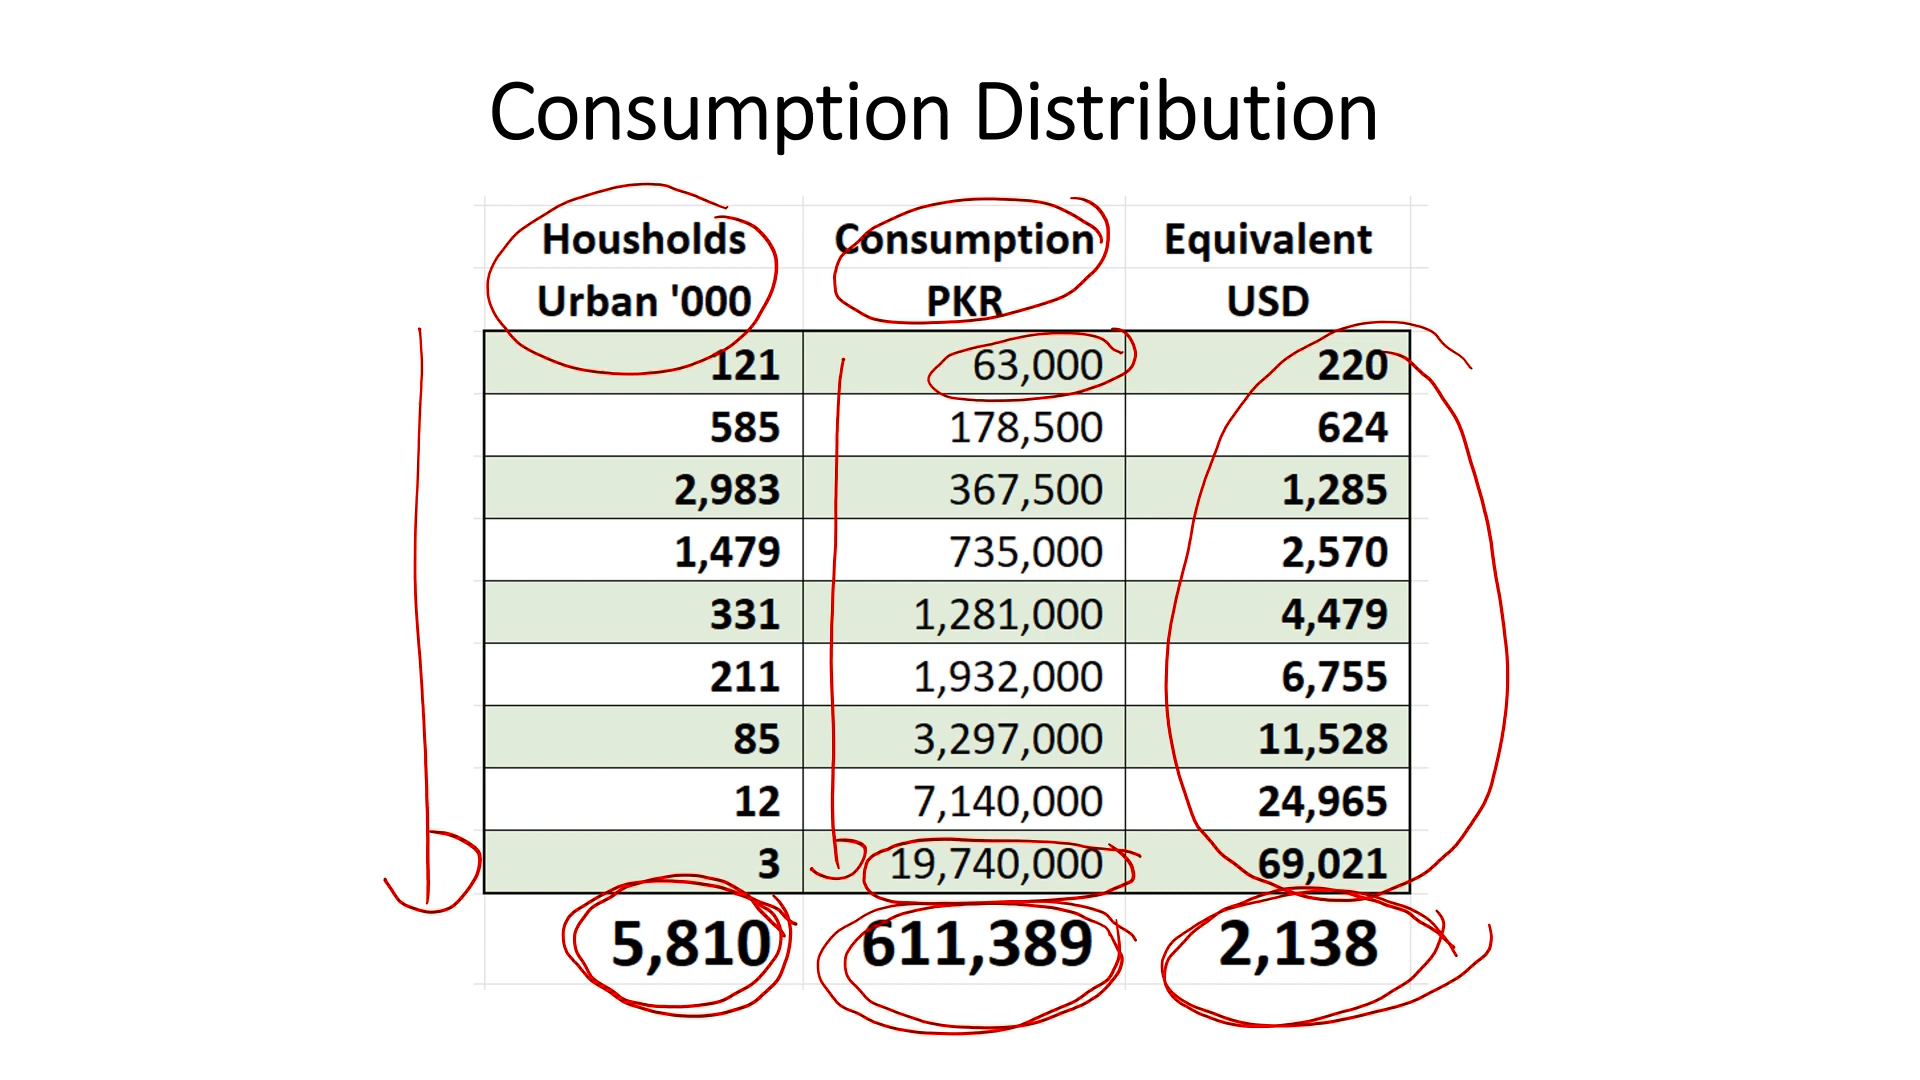 Consumption Distribution
Housholds Consumption Equivalent
Urban '000 PKR USD
121 63,000 220
585 178,500 624
2,983 367,500 1,285
1,479 735,000 2,570
331 1,281,000 4,479
211 1,932,000 6,755
85 3,297,000 11,528
12 7,140,000 24,965
3 19,740,000 69,021
5,810 611,389 2,138